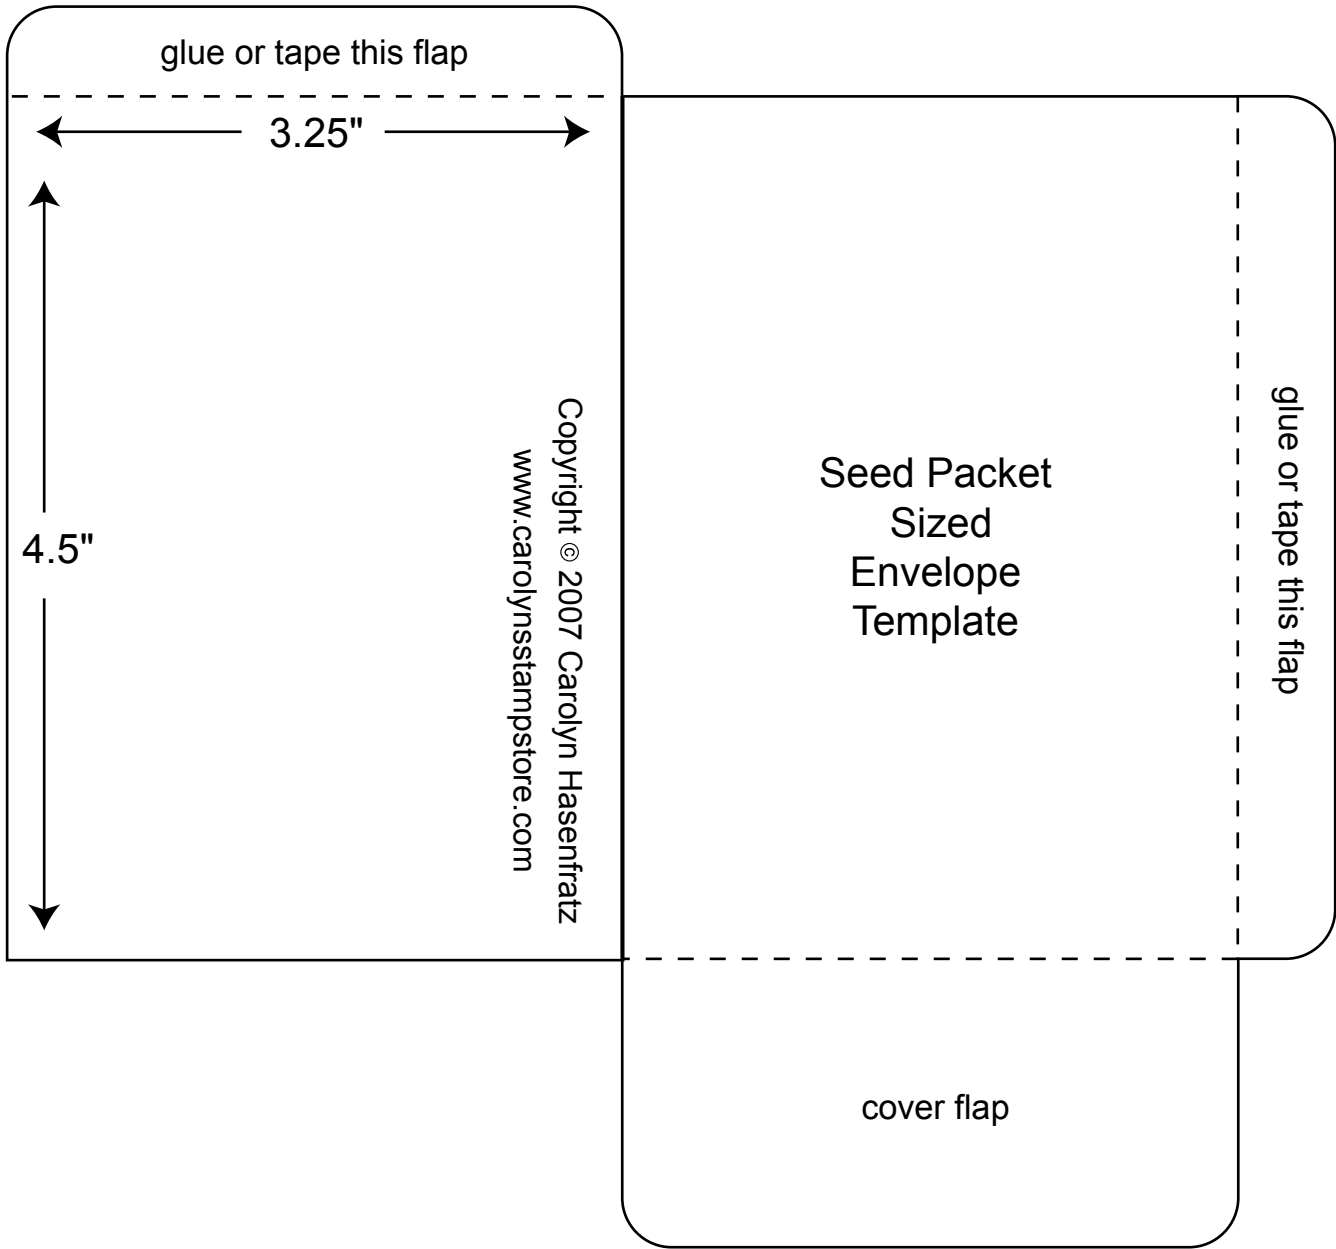 glue or tape this flap
3.25"
4.5"
Copyright © 2007 Carolyn Hasenfratz
www.carolynsstampstore.com
Seed Packet
Sized
Envelope
Template
glue or tape this flap
cover flap